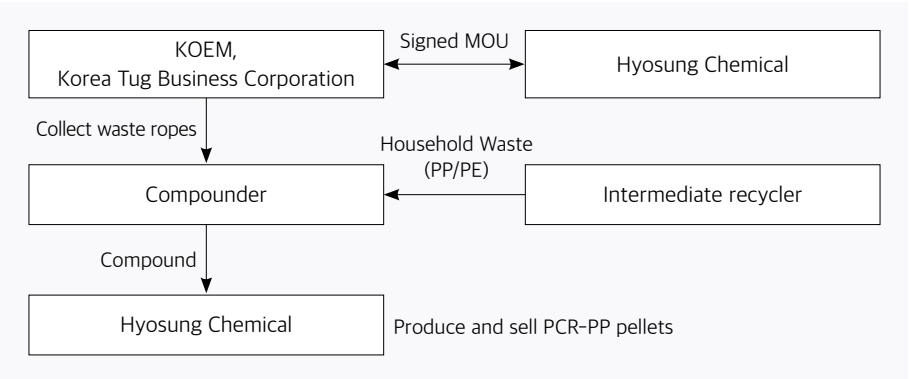 KOEM,
Korea Tug Business Corporation
Signed MOU
Hyosung Chemical
Collect waste ropes
Household Waste
(PP/PE)
Compounder
Intermediate recycler
Compound
Hyosung Chemical
Produce and sell PCR-PP pellets